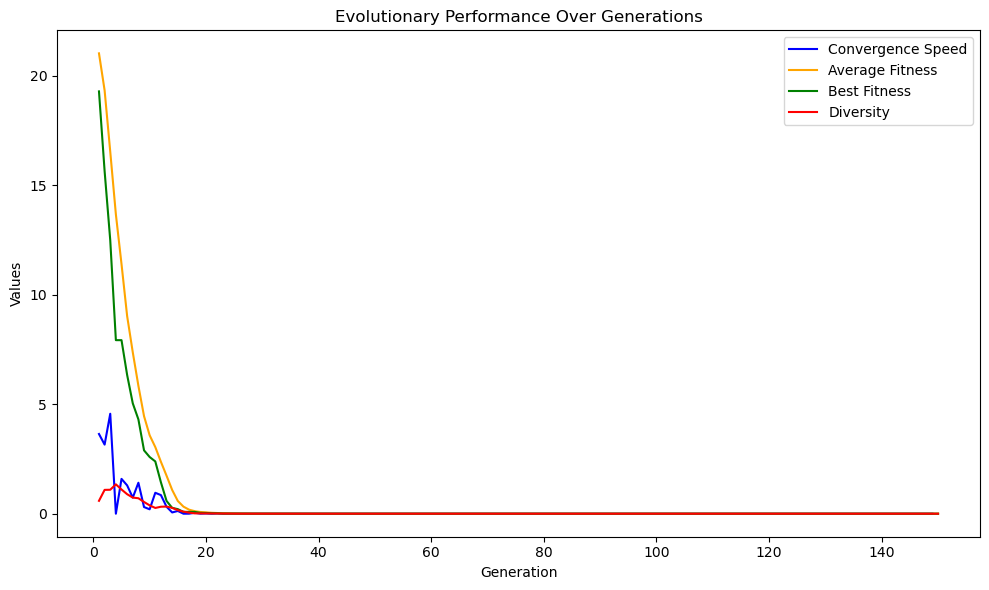 Evolutionary Performance Over Generations
Convergence Speed
Average Fitness
Best Fitness
Diversity
Values
20
15
10
5
0
0 20 40 60 80 100 120 140
Generation